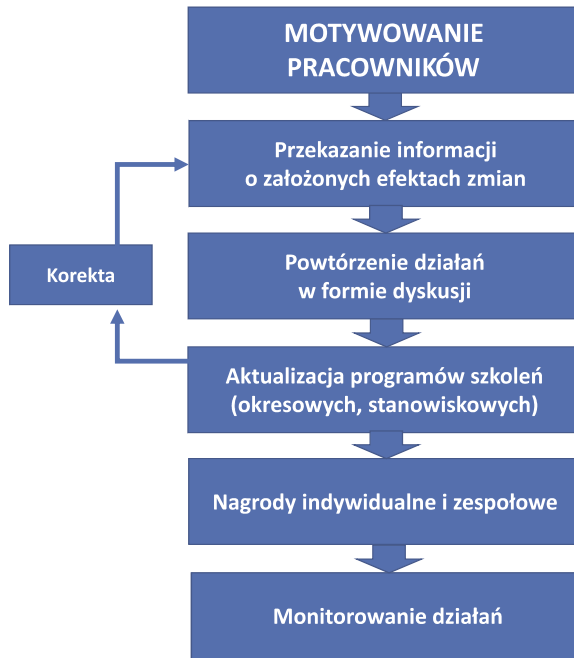 MOTYWOWANIE
PRACOWNIKÓW
Przekazanie informacji
o założonych efektach zmian
Powtórzenie działań
w formie dyskusji
Korekta
Aktualizacja programów szkoleń
(okresowych, stanowiskowych)
Nagrody indywidualne i zespołowe
Monitorowanie działań